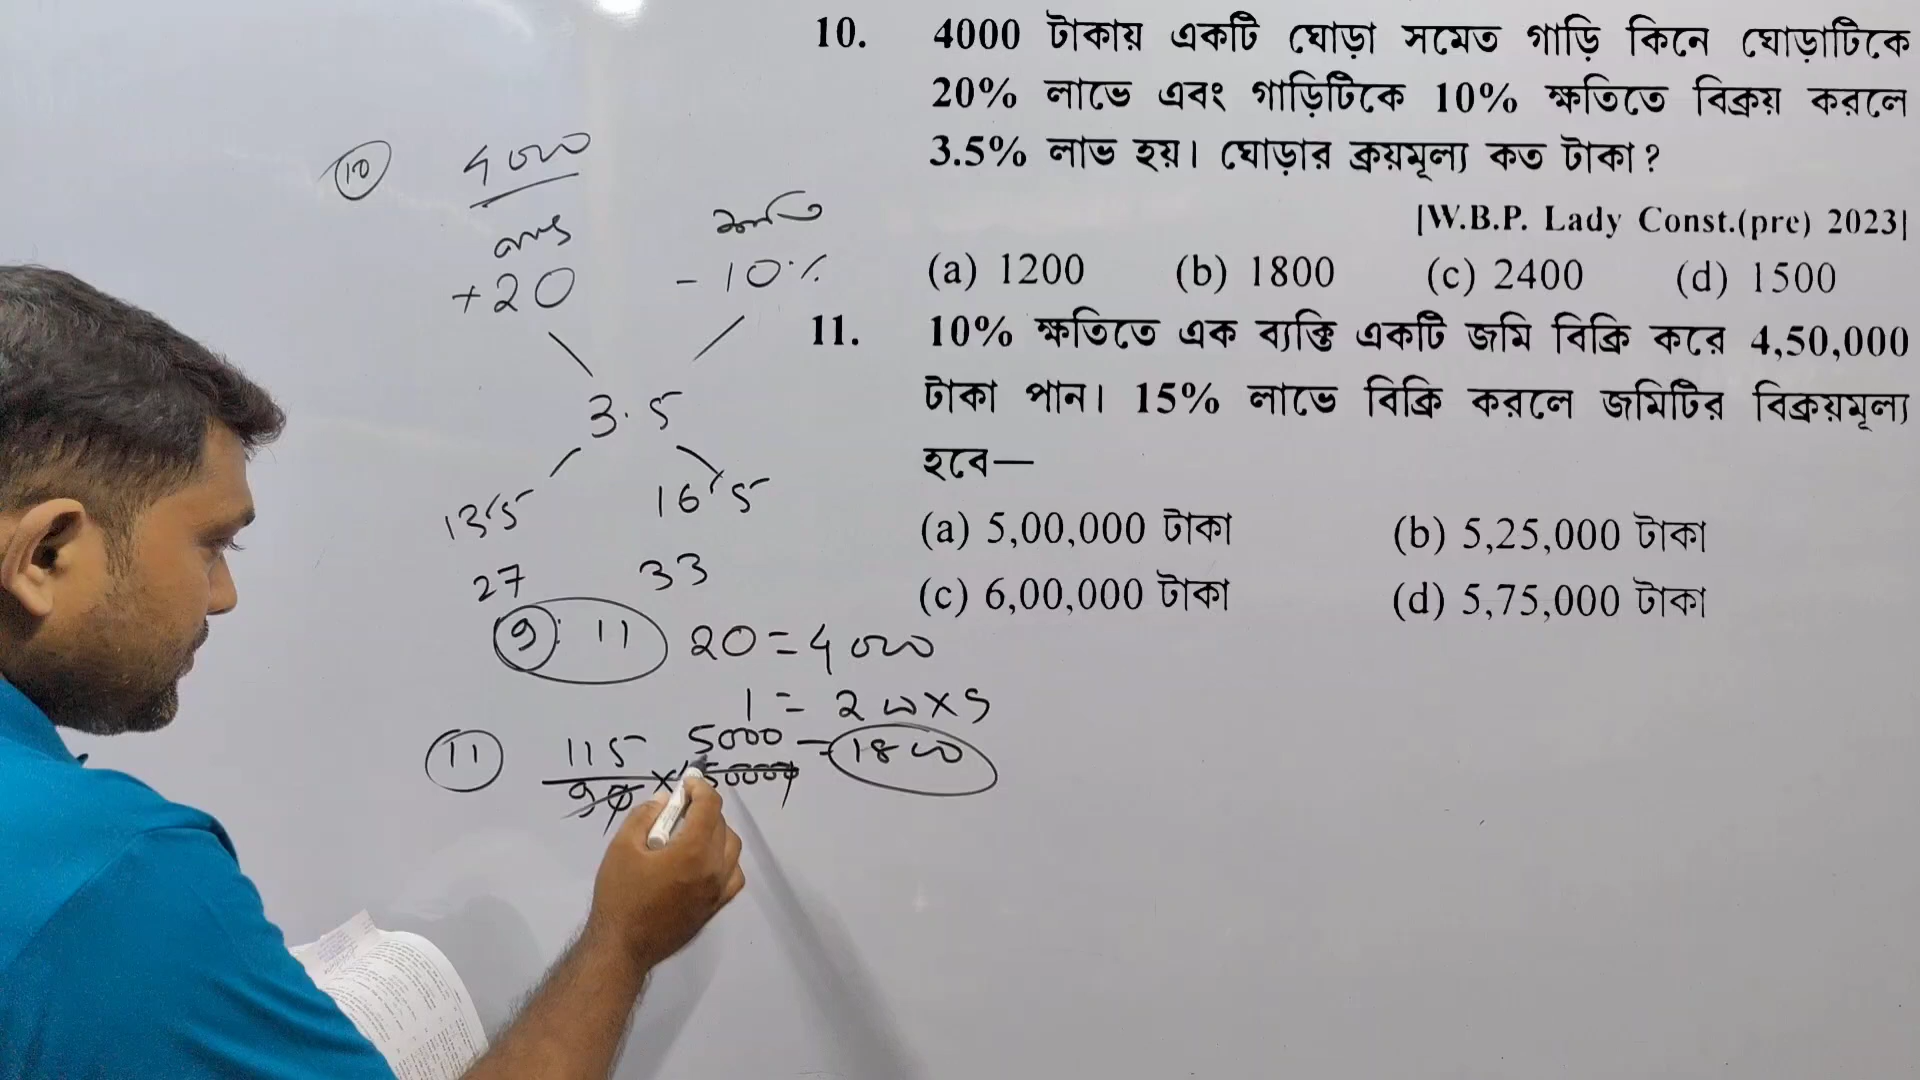 10. 4000 টাকায় একটি ঘোড়া সমেত গাড়ি কিনে ঘোড়াটিকে
20% লাভে এবং গাড়িটিকে 10% ক্ষতিতে বিক্রয় করলে
3.5% লাভ হয়। ঘোড়ার ক্রয়মূল্য কত টাকা?
[W.B.P. Lady Const.(pre) 2023]
(a) 1200 (b) 1800 (c) 2400 (d) 1500
11. 10% ক্ষতিতে এক ব্যক্তি একটি জমি বিক্রি করে 4,50,000
টাকা পান। 15% লাভে বিক্রি করলে জমিটির বিক্রয়মূল্য
হবে—
(a) 5,00,000 টাকা (b) 5,25,000 টাকা
(c) 6,00,000 টাকা (d) 5,75,000 টাকা
10 4000
ক্ষতি
+20 -10%
3.5
13.5 16.5
27 33
9 : 11 20 = 4000
1 = 200 x 9
= 1800
11 115 5000
90 x